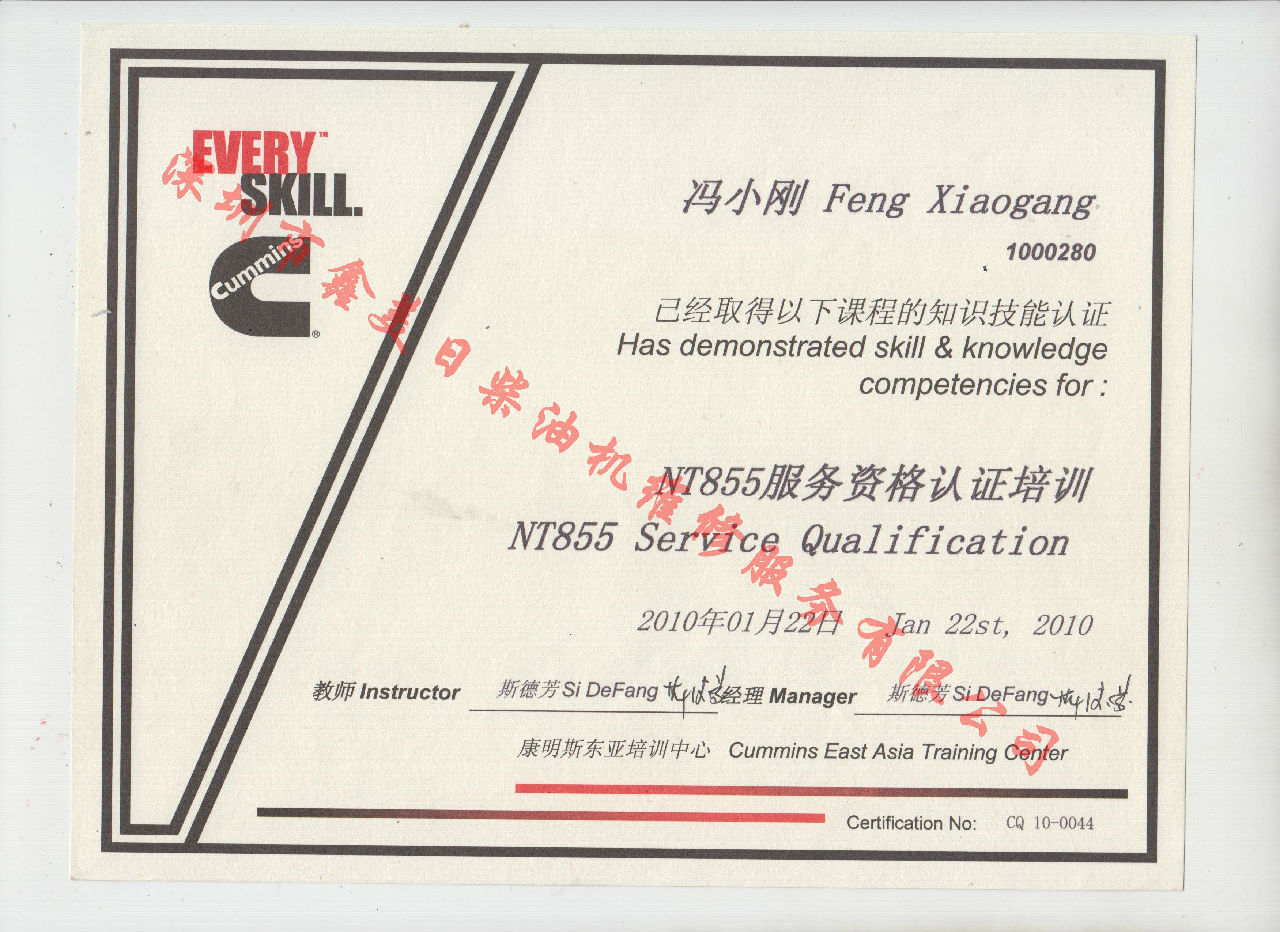 EVERY™
SKILL.
Cummins
®
冯小刚 Feng Xiaogang
1000280
已经取得以下课程的知识技能认证
Has demonstrated skill & knowledge
competencies for :
NT855服务资格认证培训
NT855 Service Qualification
2010年01月22日 Jan 22st, 2010
教师 Instructor 斯德芳 Si DeFang 经理 Manager 斯德芳 Si DeFang
康明斯东亚培训中心 Cummins East Asia Training Center
Certification No: CQ 10-0044
深圳市鑫美日柴油机维修服务有限公司